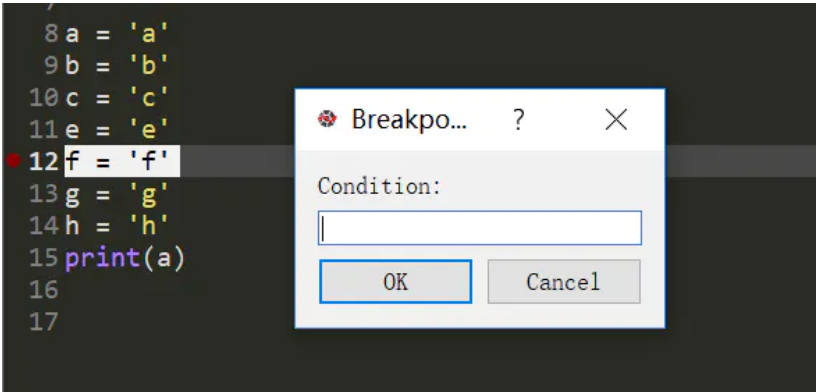 8 a = 'a'
9 b = 'b'
10 c = 'c'
11 e = 'e'
12 f = 'f'
13 g = 'g'
14 h = 'h'
15 print(a)
16
17
Breakpo... ?
Condition:
OK Cancel